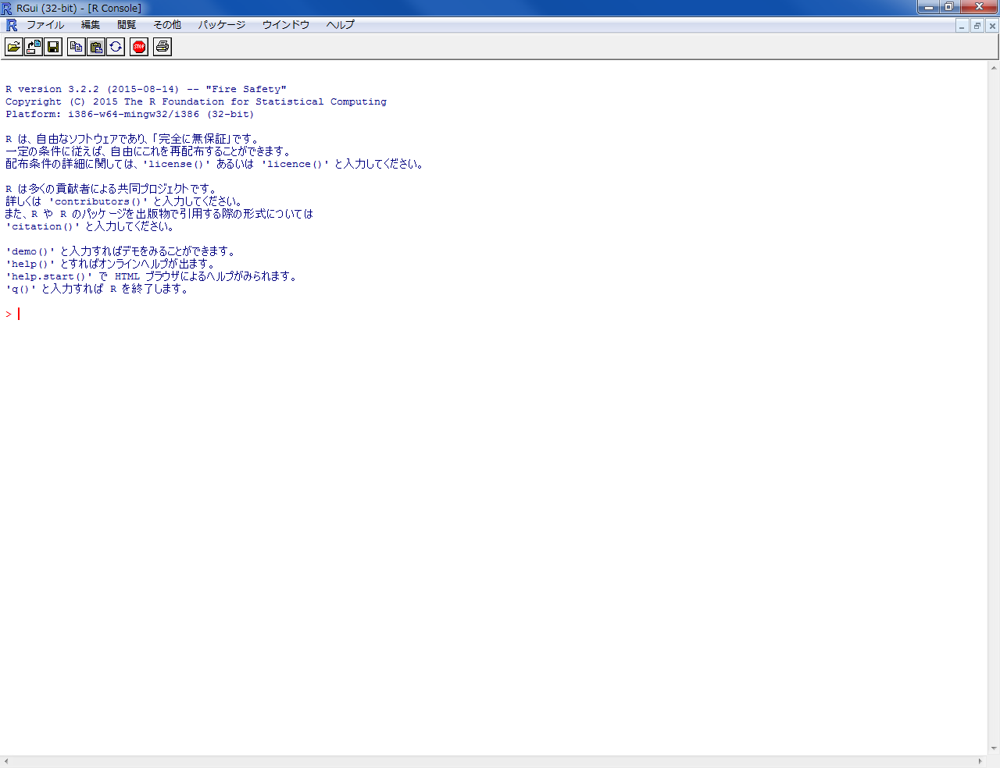 RGui (32-bit) - [R Console]
ファイル 編集 閲覧 その他 パッケージ ウインドウ ヘルプ
STOP
R version 3.2.2 (2015-08-14) -- "Fire Safety"
Copyright (C) 2015 The R Foundation for Statistical Computing
Platform: i386-w64-mingw32/i386 (32-bit)
R は、自由なソフトウェアであり、「完全に無保証」です。
一定の条件に従えば、自由にこれを再配布することができます。
配布条件の詳細に関しては、'license()' あるいは 'licence()' と入力してください。
R は多くの貢献者による共同プロジェクトです。
詳しくは 'contributors()' と入力してください。
また、R や R のパッケージを出版物で引用する際の形式については
'citation()' と入力してください。
'demo()' と入力すればデモをみることができます。
'help()' とすればオンラインヘルプが出ます。
'help.start()' で HTML ブラウザによるヘルプがみられます。
'q()' と入力すれば R を終了します。
>